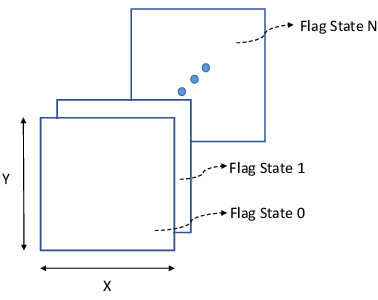 Flag State N
Flag State 1
Y
Flag State 0
X